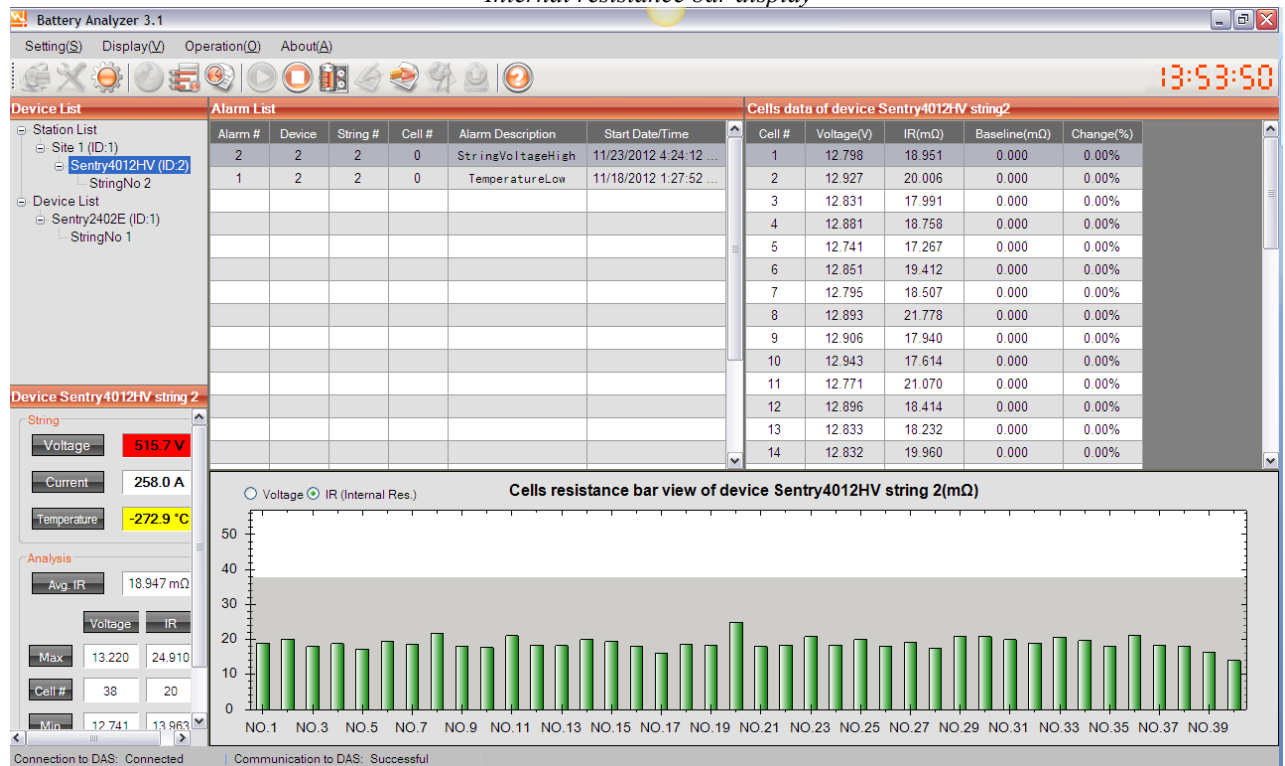 Internal resistance bar display
Battery Analyzer 3.1
Setting(S) Display(V) Operation(O) About(A)
13:53:50
Device List
Station List
Site 1 (ID:1)
Sentry4012HV (ID:2)
StringNo 2
Device List
Sentry2402E (ID:1)
StringNo 1
Alarm List
Alarm # Device String # Cell # Alarm Description Start Date/Time
2 2 2 0 StringVoltageHigh 11/23/2012 4:24:12 ...
1 2 2 0 TemperatureLow 11/18/2012 1:27:52 ...
Cells data of device Sentry4012HV string2
Cell # Voltage(V) IR(mΩ) Baseline(mΩ) Change(%)
1 12.798 18.951 0.000 0.00%
2 12.927 20.006 0.000 0.00%
3 12.831 17.991 0.000 0.00%
4 12.881 18.758 0.000 0.00%
5 12.741 17.267 0.000 0.00%
6 12.851 19.412 0.000 0.00%
7 12.795 18.507 0.000 0.00%
8 12.893 21.778 0.000 0.00%
9 12.906 17.940 0.000 0.00%
10 12.943 17.614 0.000 0.00%
11 12.771 21.070 0.000 0.00%
12 12.896 18.414 0.000 0.00%
13 12.833 18.232 0.000 0.00%
14 12.832 19.960 0.000 0.00%
Device Sentry4012HV string 2
String
Voltage 515.7 V
Current 258.0 A
Temperature -272.9 °C
Analysis
Avg. IR 18.947 mΩ
Voltage IR
Max 13.220 24.910
Cell # 38 20
Min 12.741 13.963
Voltage IR (Internal Res.)
Cells resistance bar view of device Sentry4012HV string 2(mΩ)
50
40
30
20
10
0
NO.1 NO.3 NO.5 NO.7 NO.9 NO.11 NO.13 NO.15 NO.17 NO.19 NO.21 NO.23 NO.25 NO.27 NO.29 NO.31 NO.33 NO.35 NO.37 NO.39
Connection to DAS: Connected Communication to DAS: Successful